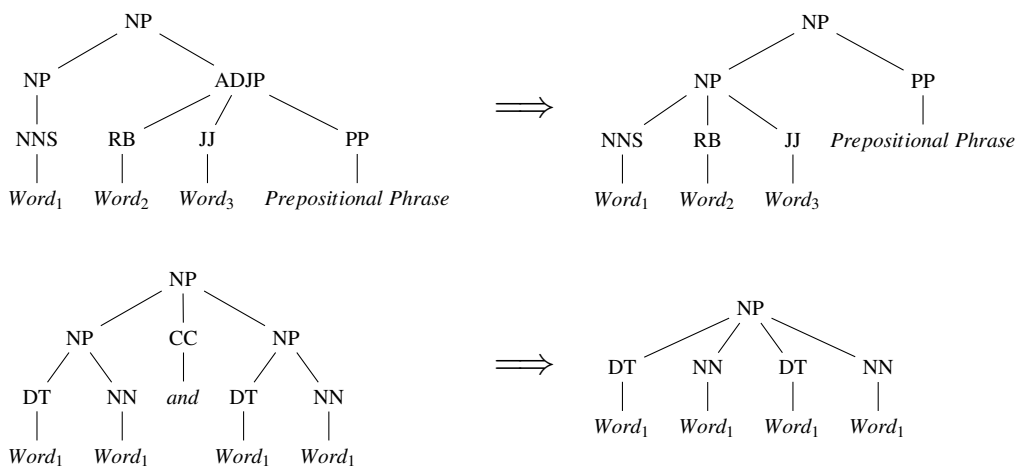 NP NP
NP ADJP ⟹ NP PP
NNS RB JJ PP NNS RB JJ Prepositional Phrase
Word1 Word2 Word3 Prepositional Phrase Word1 Word2 Word3
NP
NP
NP CC NP ⟹
DT NN DT NN
DT NN and DT NN
Word1 Word1 Word1 Word1
Word1 Word1 Word1 Word1